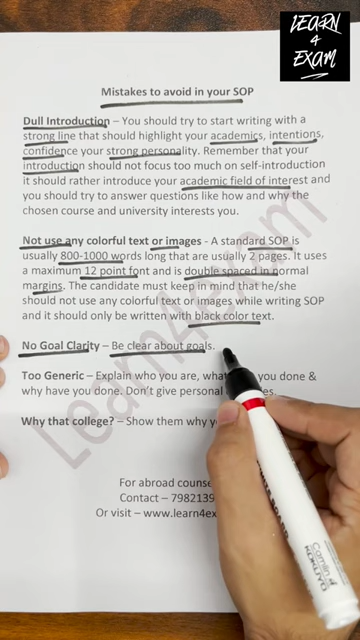 LEARN
4
EXAM
Mistakes to avoid in your SOP
Dull Introduction – You should try to start writing with a
strong line that should highlight your academics, intentions,
confidence your strong personality. Remember that your
introduction should not focus too much on self-introduction
it should rather introduce your academic field of interest and
you should try to answer questions like how and why the
chosen course and university interests you.
Not use any colorful text or images - A standard SOP is
usually 800-1000 words long that are usually 2 pages. It uses
a maximum 12 point font and is double spaced in normal
margins. The candidate must keep in mind that he/she
should not use any colorful text or images while writing SOP
and it should only be written with black color text.
No Goal Clarity – Be clear about goals.
Too Generic – Explain who you are, what you done &
why have you done. Don't give personal
Why that college? – Show them why
For abroad
Contact – 7982139
Or visit – www.learn4ex
Learn4exam
Camlin
KOKUYO